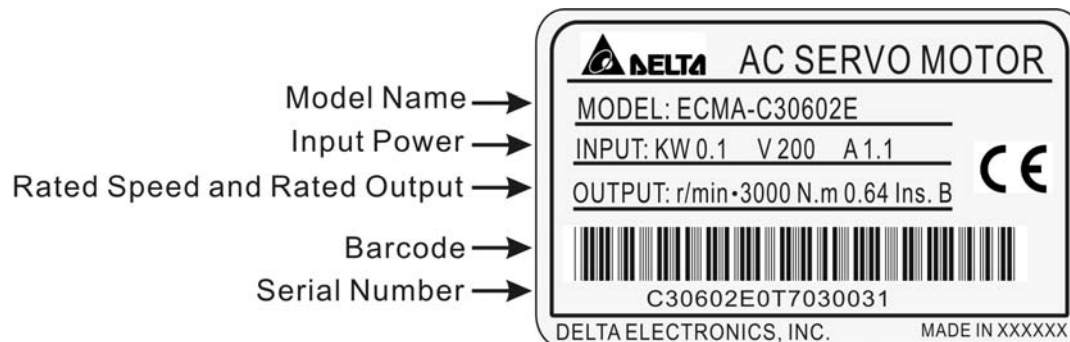 DELTA AC SERVO MOTOR
Model Name
MODEL: ECMA-C30602E
Input Power
INPUT: KW 0.1 V 200 A 1.1
Rated Speed and Rated Output
OUTPUT: r/min•3000 N.m 0.64 Ins. B
CE
Barcode
Serial Number
C30602E0T7030031
DELTA ELECTRONICS, INC. MADE IN XXXXXX